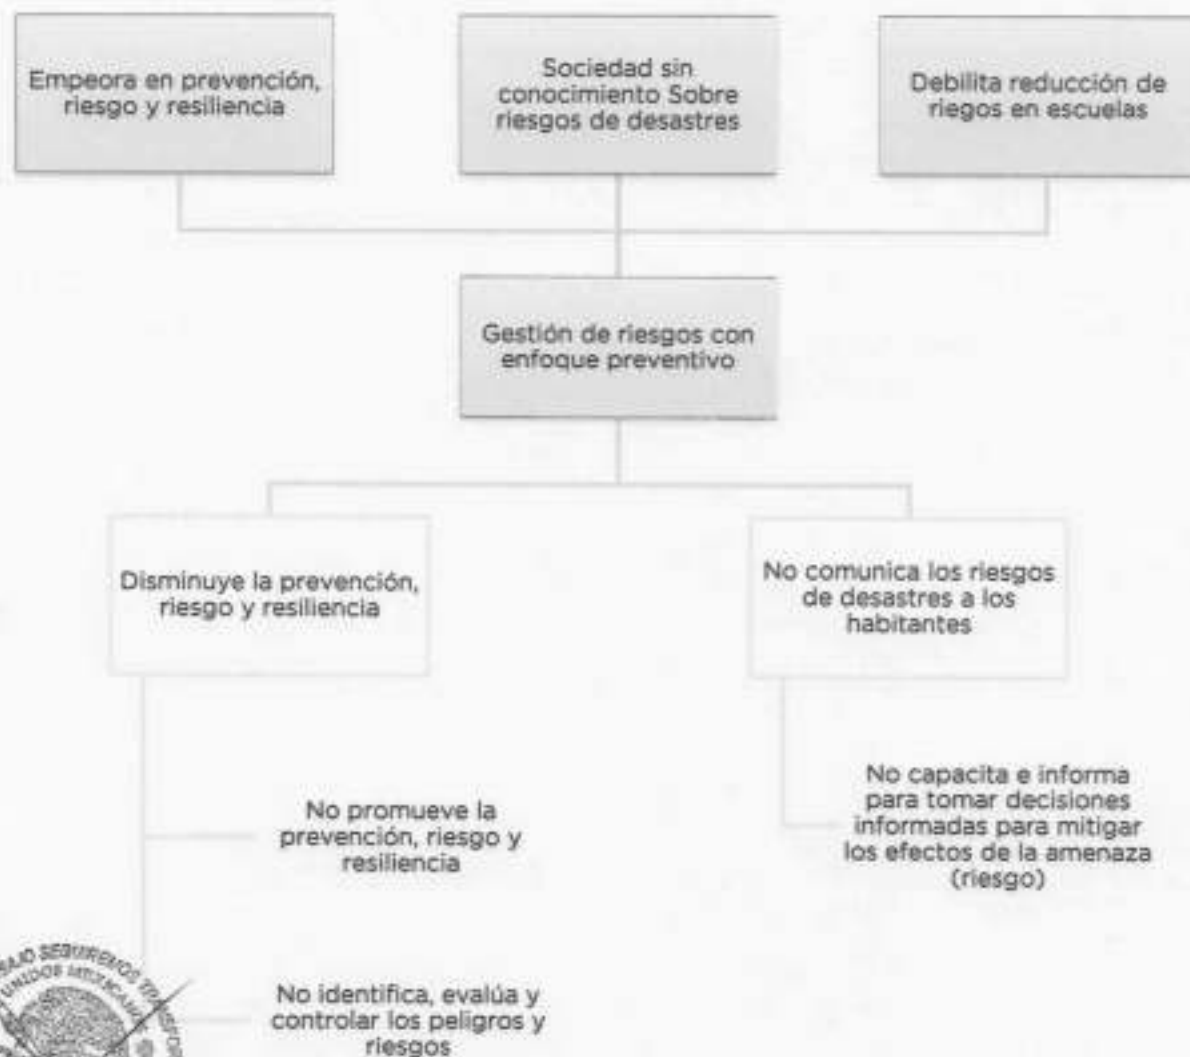 Empeora en prevención,
riesgo y resiliencia
Sociedad sin
conocimiento Sobre
riesgos de desastres
Debilita reducción de
riegos en escuelas
Gestión de riesgos con
enfoque preventivo
Disminuye la prevención,
riesgo y resiliencia
No comunica los riesgos
de desastres a los
habitantes
No promueve la
prevención, riesgo y
resiliencia
No capacita e informa
para tomar decisiones
informadas para mitigar
los efectos de la amenaza
(riesgo)
No identifica, evalúa y
controlar los peligros y
riesgos
SEGUIREMOS
UNIDOS MEXICANOS